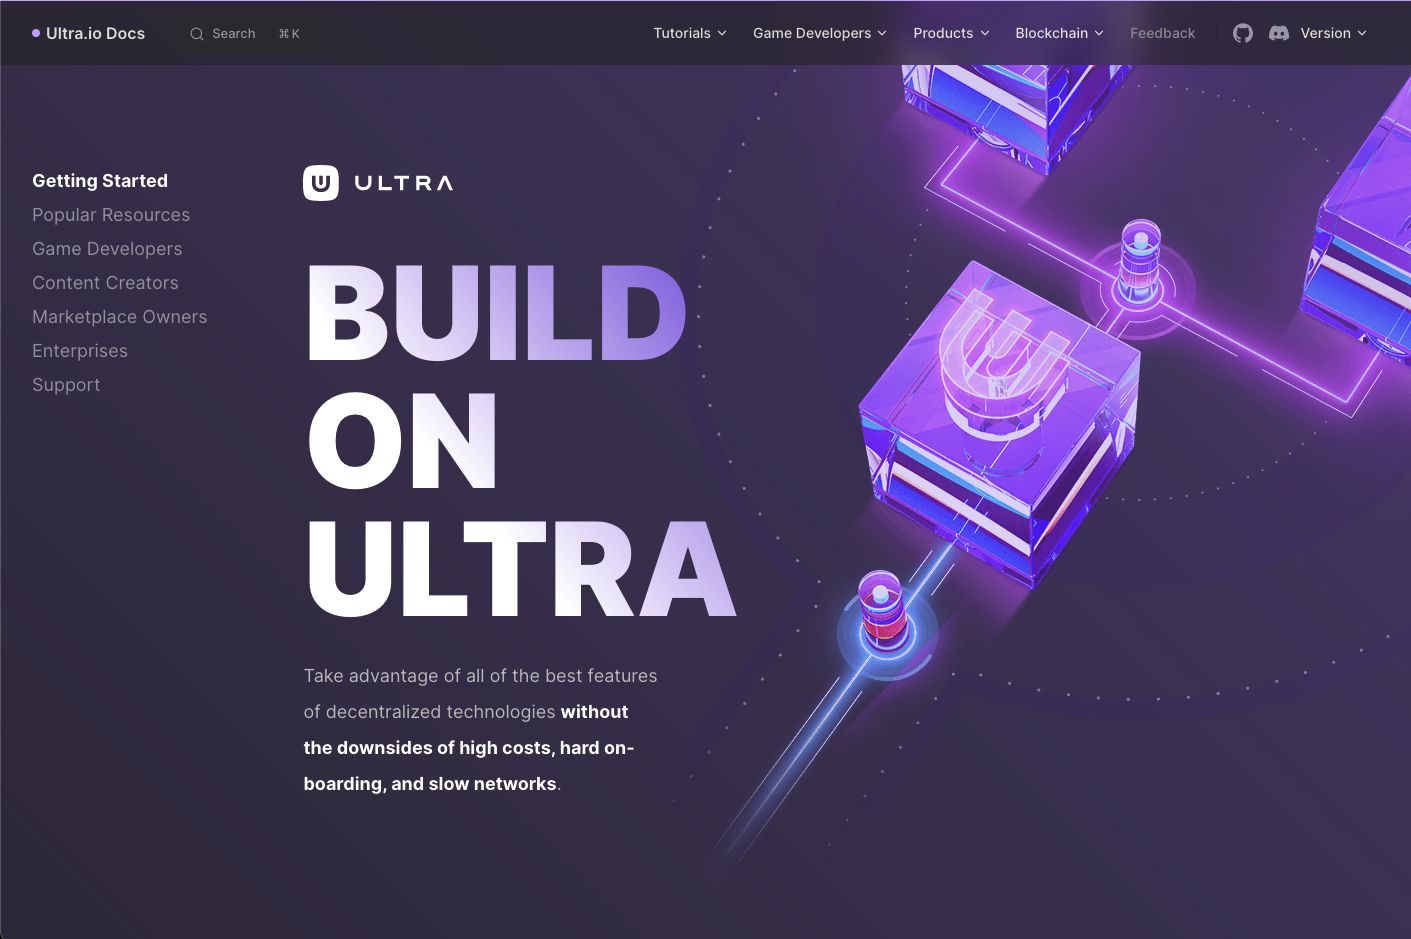 Ultra.io Docs
Search ⌘ K
Tutorials
Game Developers
Products
Blockchain
Feedback
Version
Getting Started
Popular Resources
Game Developers
Content Creators
Marketplace Owners
Enterprises
Support
ULTRA
BUILD
ON
ULTRA
Take advantage of all of the best features
of decentralized technologies without
the downsides of high costs, hard on-
boarding, and slow networks.